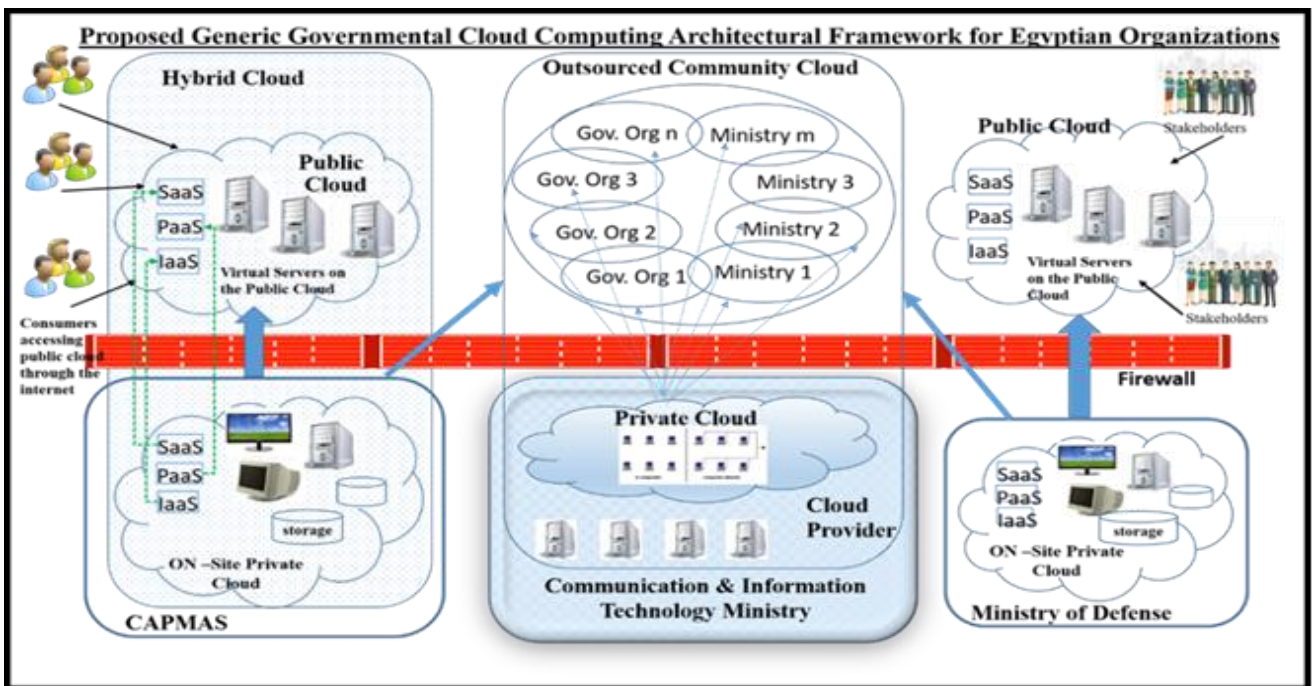 Proposed Generic Governmental Cloud Computing Architectural Framework for Egyptian Organizations
Hybrid Cloud
Public
Cloud
SaaS
PaaS
IaaS
Virtual Servers on
the Public Cloud
Consumers
accessing
public cloud
through the
internet
SaaS
PaaS
IaaS
storage
ON –Site Private
Cloud
CAPMAS
Outsourced Community Cloud
Gov. Org n
Ministry m
Gov. Org 3
Ministry 3
Gov. Org 2
Ministry 2
Gov. Org 1
Ministry 1
Private Cloud
Cloud
Provider
Communication & Information
Technology Ministry
Public Cloud
Stakeholders
SaaS
PaaS
IaaS
Virtual Servers
on the Public
Cloud
Stakeholders
Firewall
SaaS
PaaS
IaaS
storage
ON –Site Private
Cloud
Ministry of Defense